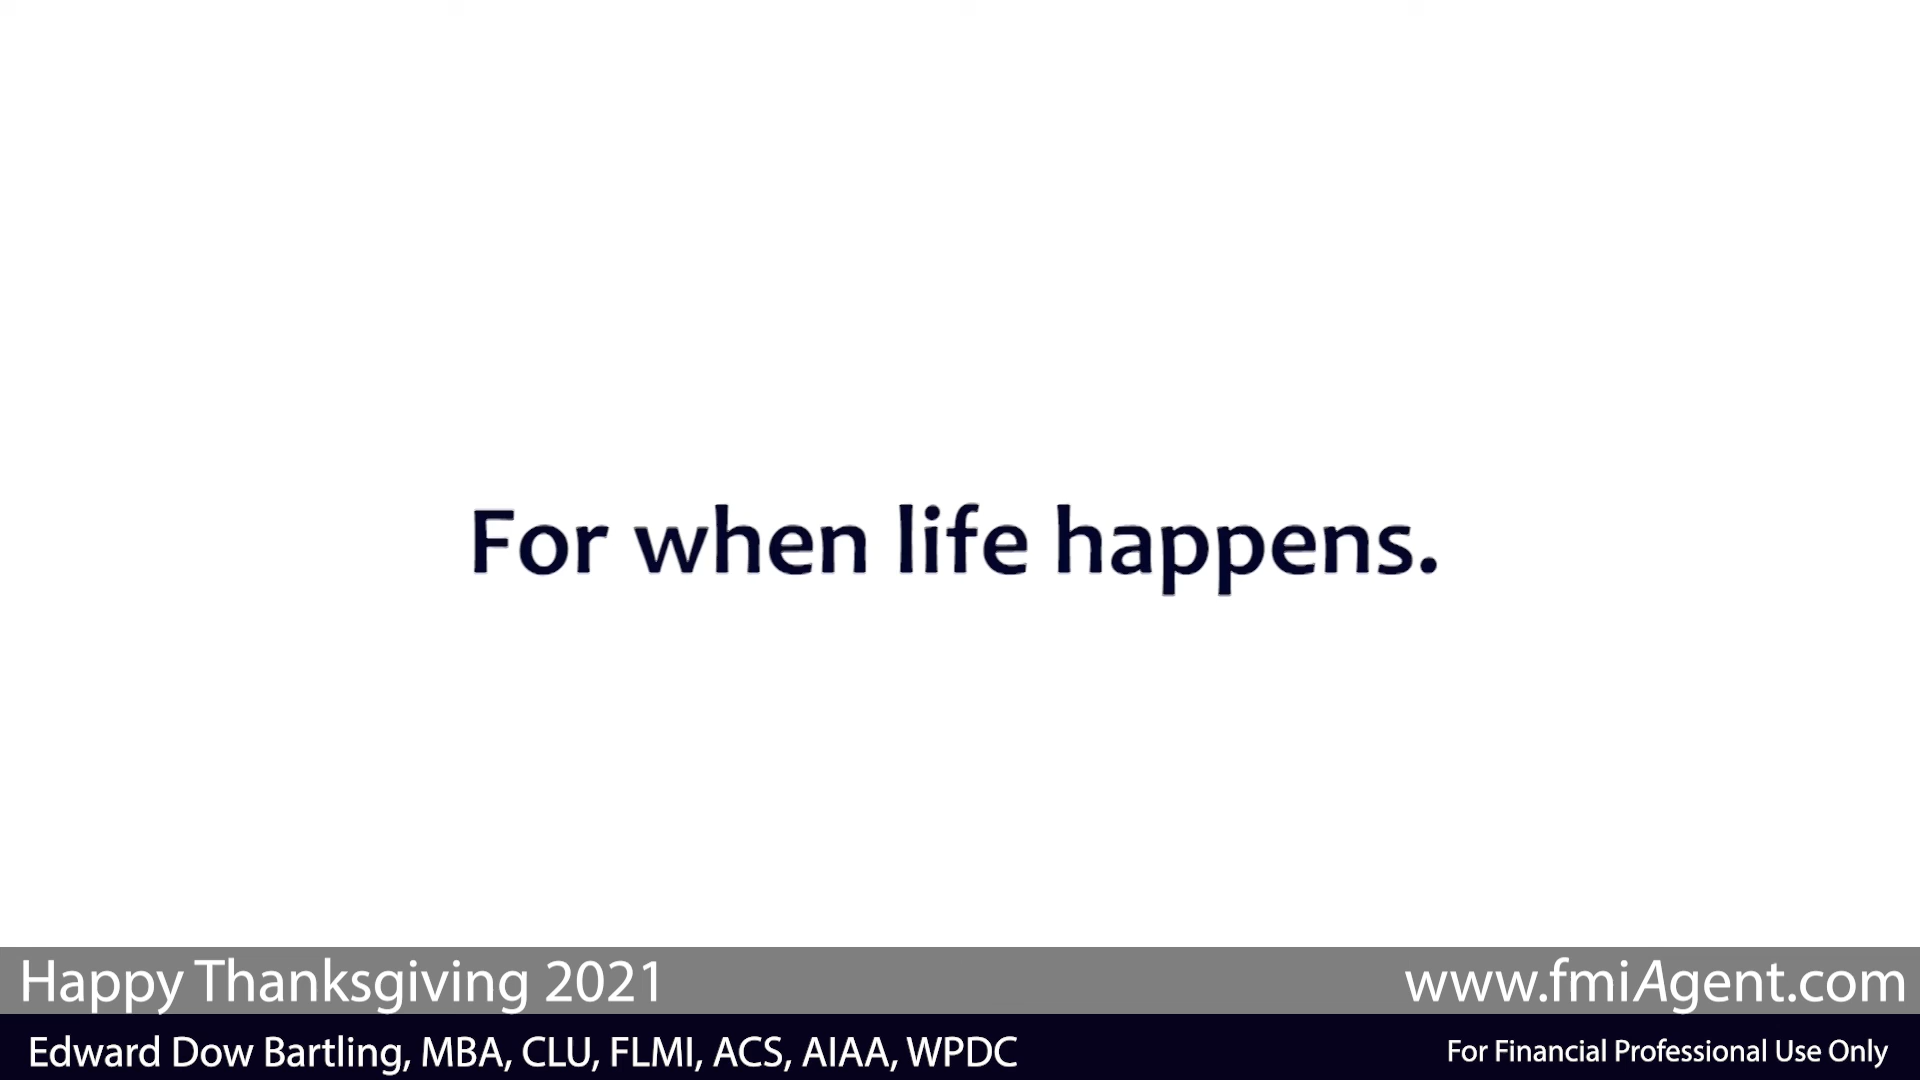 For when life happens.
Happy Thanksgiving 2021
www.fmiAgent.com
Edward Dow Bartling, MBA, CLU, FLMI, ACS, AIAA, WPDC
For Financial Professional Use Only